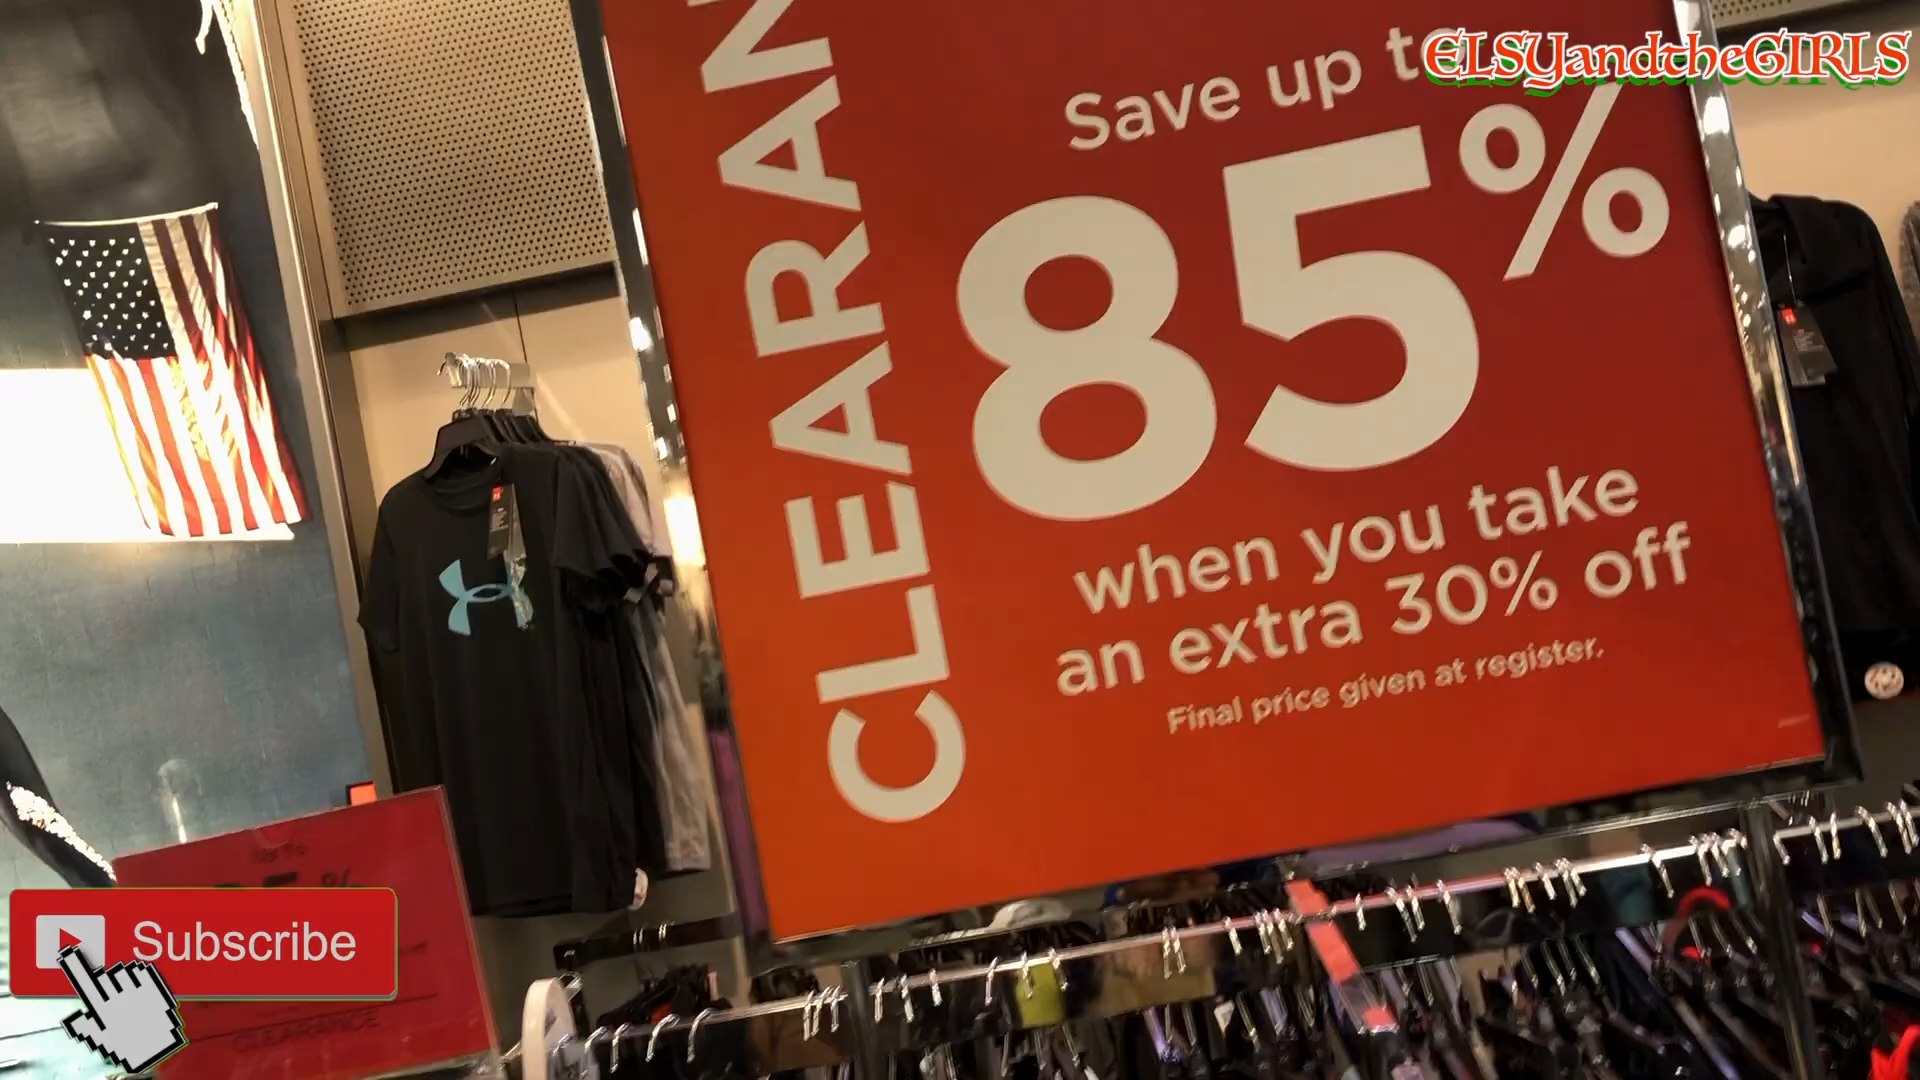 ELSYandtheGIRLS
CLEARAN
Save up to
85%
when you take
an extra 30% off
Final price given at register.
Subscribe
CLEARANCE